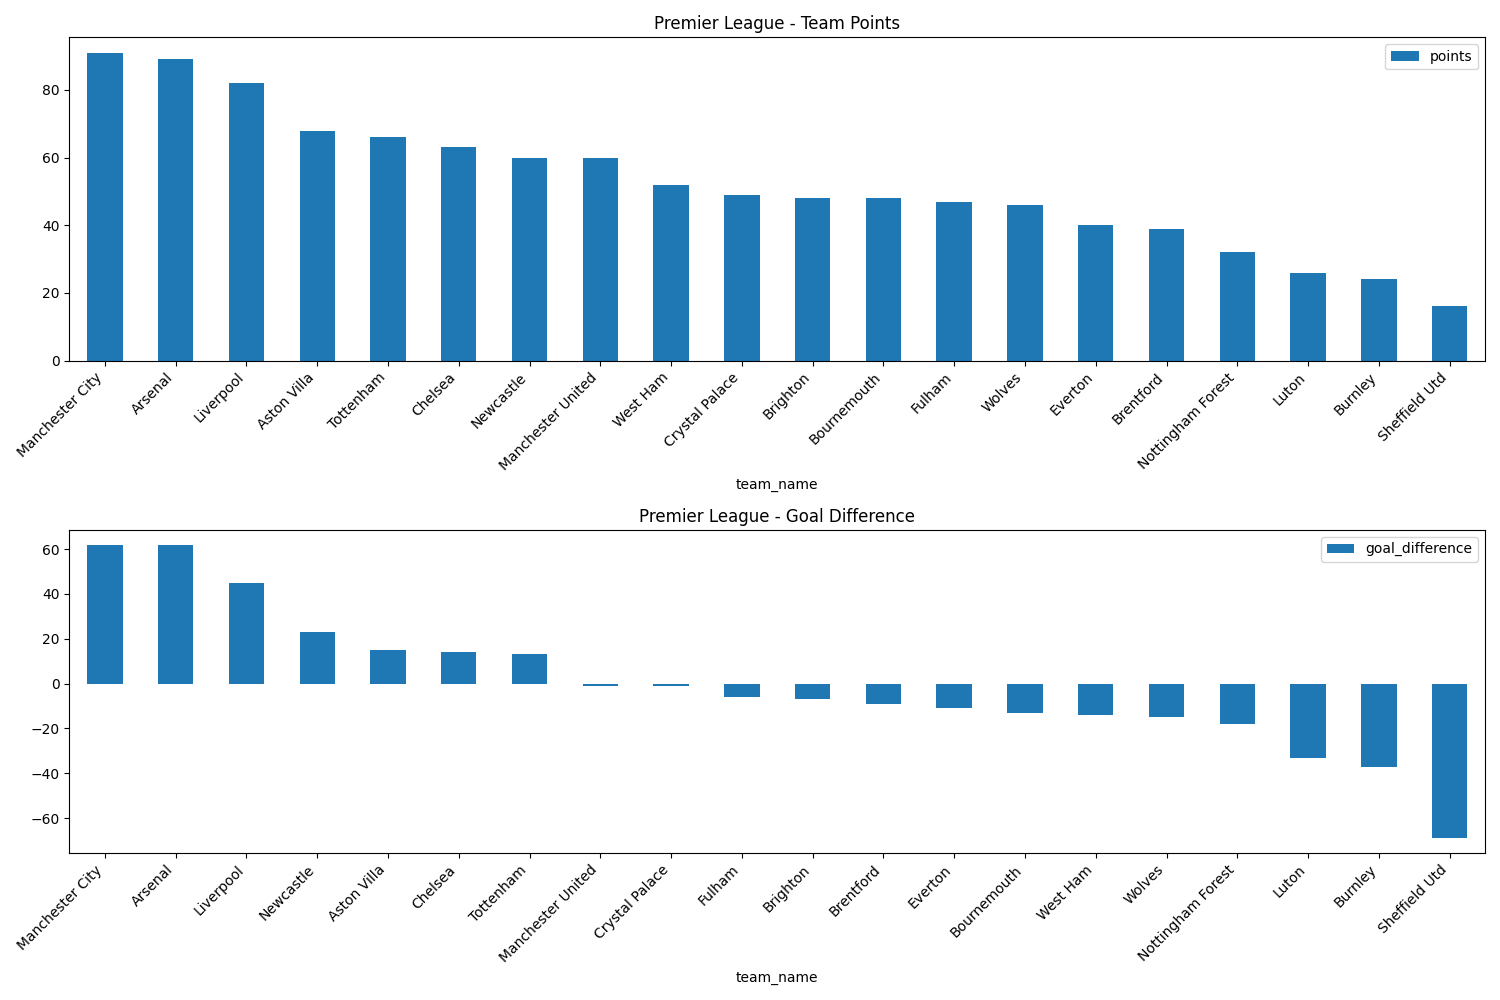 Premier League - Team Points
points
80
60
40
20
0
Manchester City
Arsenal
Liverpool
Aston Villa
Tottenham
Chelsea
Newcastle
Manchester United
West Ham
Crystal Palace
Brighton
Bournemouth
Fulham
Wolves
Everton
Brentford
Nottingham Forest
Luton
Burnley
Sheffield Utd
team_name
Premier League - Goal Difference
goal_difference
60
40
20
0
−20
−40
−60
Manchester City
Arsenal
Liverpool
Newcastle
Aston Villa
Chelsea
Tottenham
Manchester United
Crystal Palace
Fulham
Brighton
Brentford
Everton
Bournemouth
West Ham
Wolves
Nottingham Forest
Luton
Burnley
Sheffield Utd
team_name